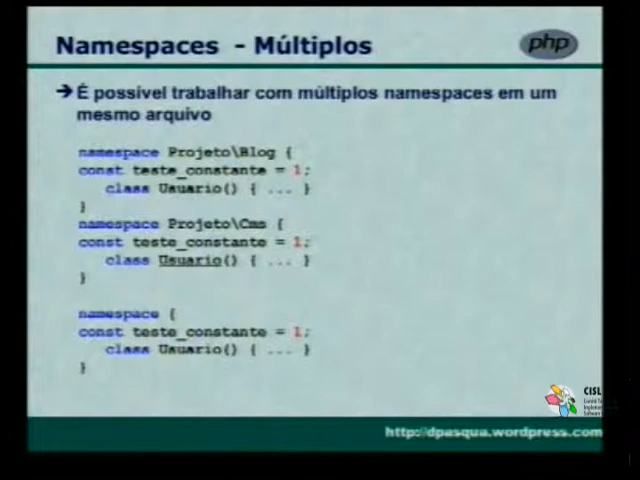 Namespaces - Múltiplos
php
➔ É possível trabalhar com múltiplos namespaces em um
mesmo arquivo
namespace Projeto\Blog {
const teste_constante = 1;
class Usuario() { ... }
}
namespace Projeto\Cms {
const teste_constante = 1;
class Usuario() { ... }
}
namespace {
const teste_constante = 1;
class Usuario() { ... }
}
CISL
http://dpasqua.wordpress.com